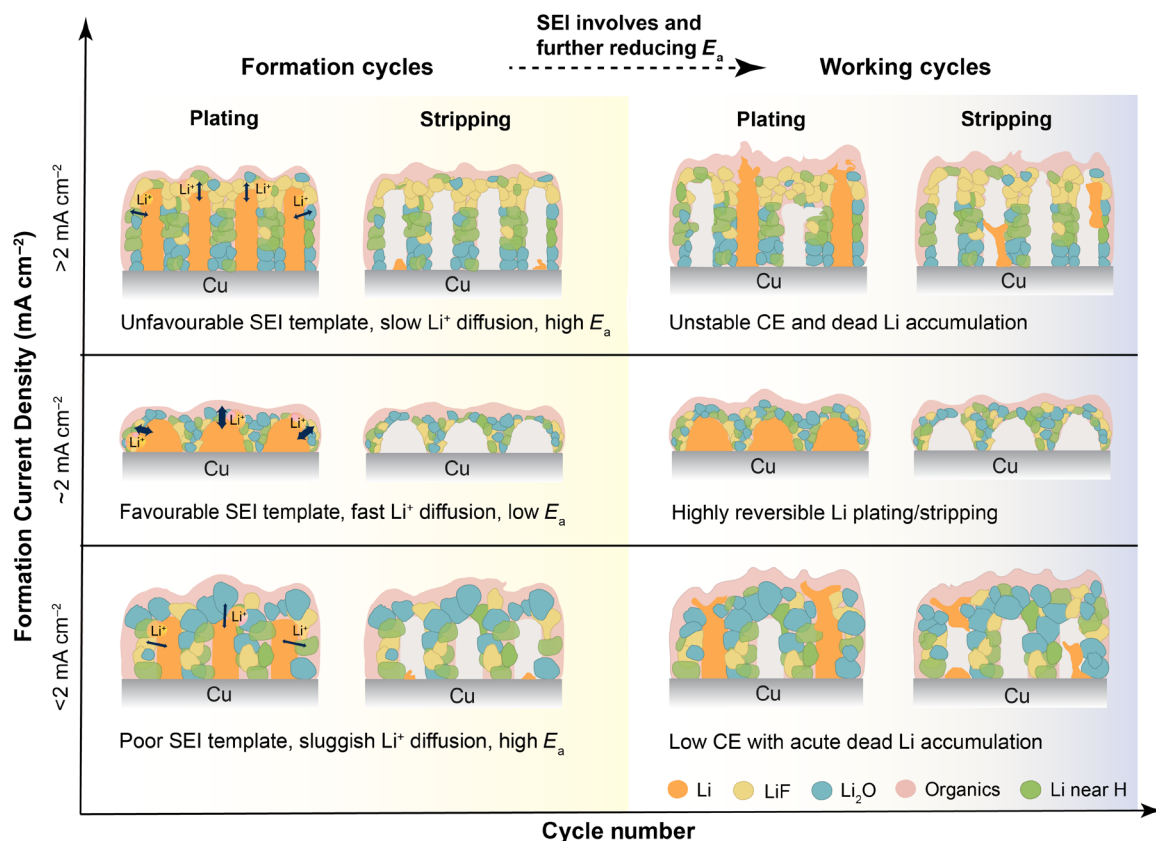 SEI involves and
further reducing Eₐ
Formation cycles
Working cycles
Plating
Stripping
Plating
Stripping
Formation Current Density (mA cm⁻²)
>2 mA cm⁻²
Li⁺
Li⁺
Li⁺
Li⁺
Cu
Cu
Cu
Cu
Unfavourable SEI template, slow Li⁺ diffusion, high Eₐ
Unstable CE and dead Li accumulation
~2 mA cm⁻²
Li⁺
Li⁺
Li⁺
Cu
Cu
Cu
Cu
Favourable SEI template, fast Li⁺ diffusion, low Eₐ
Highly reversible Li plating/stripping
<2 mA cm⁻²
Li⁺
Li⁺
Li⁺
Cu
Cu
Cu
Cu
Poor SEI template, sluggish Li⁺ diffusion, high Eₐ
Low CE with acute dead Li accumulation
Li LiF Li₂O Organics Li near H
Cycle number